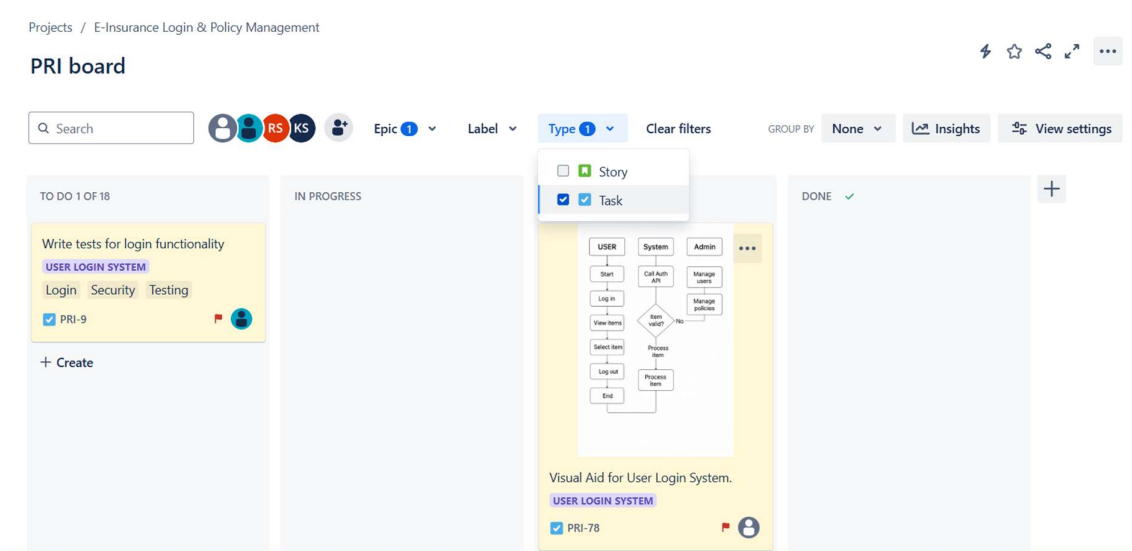 Projects / E-Insurance Login & Policy Management
PRI board
Search
RS KS
Epic 1
Label
Type 1
Clear filters
GROUP BY None
Insights
View settings
Story
Task
TO DO 1 OF 18
IN PROGRESS
DONE
Write tests for login functionality
USER LOGIN SYSTEM
Login Security Testing
PRI-9
+ Create
USER System Admin
Start
Call Auth
API
Manage
users
Log in
Manage
policies
View items
Item
valid?
No
Select item
Process
item
Log out
Process
item
End
Visual Aid for User Login System.
USER LOGIN SYSTEM
PRI-78